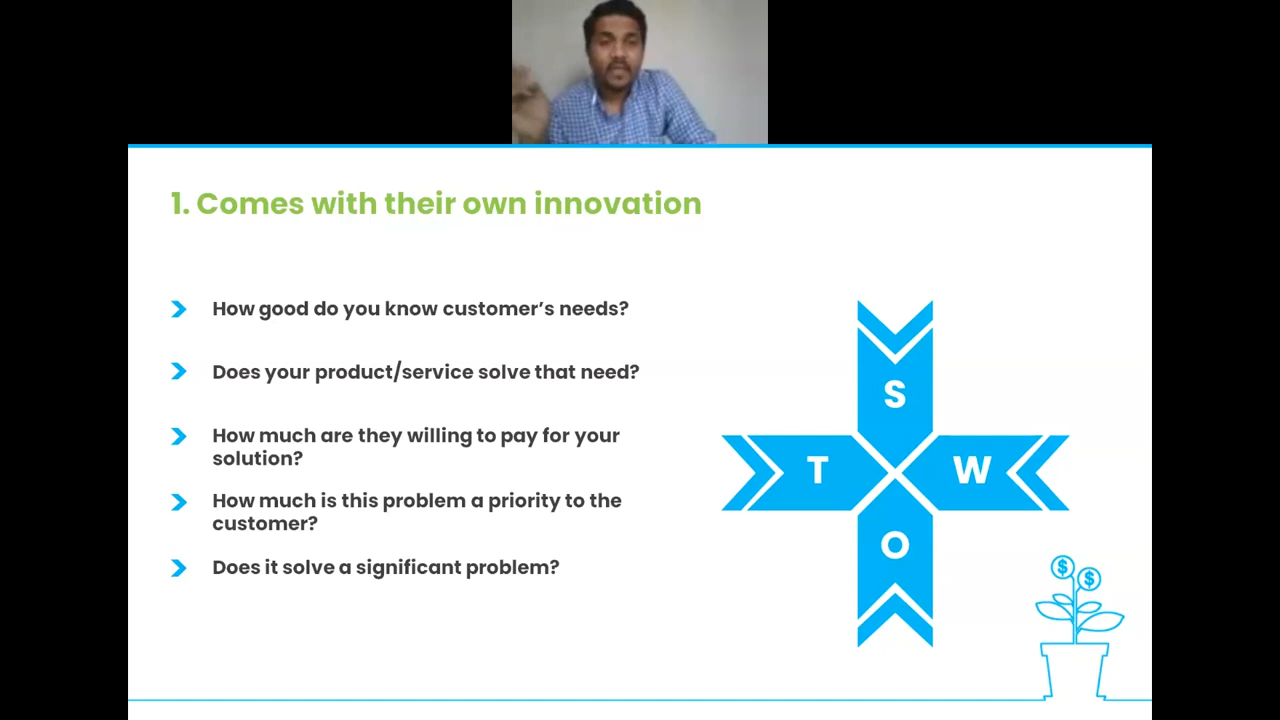 1. Comes with their own innovation
How good do you know customer's needs?
Does your product/service solve that need?
How much are they willing to pay for your
solution?
How much is this problem a priority to the
customer?
Does it solve a significant problem?
S
T
W
O
$
$